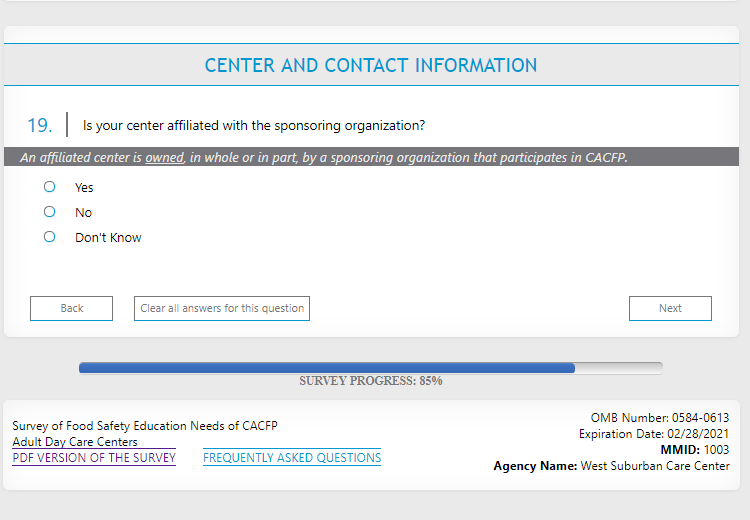 CENTER AND CONTACT INFORMATION
19. Is your center affiliated with the sponsoring organization?
An affiliated center is owned, in whole or in part, by a sponsoring organization that participates in CACFP.
Yes
No
Don't Know
Back Clear all answers for this question Next
SURVEY PROGRESS: 85%
Survey of Food Safety Education Needs of CACFP
Adult Day Care Centers
PDF VERSION OF THE SURVEY FREQUENTLY ASKED QUESTIONS
OMB Number: 0584-0613
Expiration Date: 02/28/2021
MMID: 1003
Agency Name: West Suburban Care Center